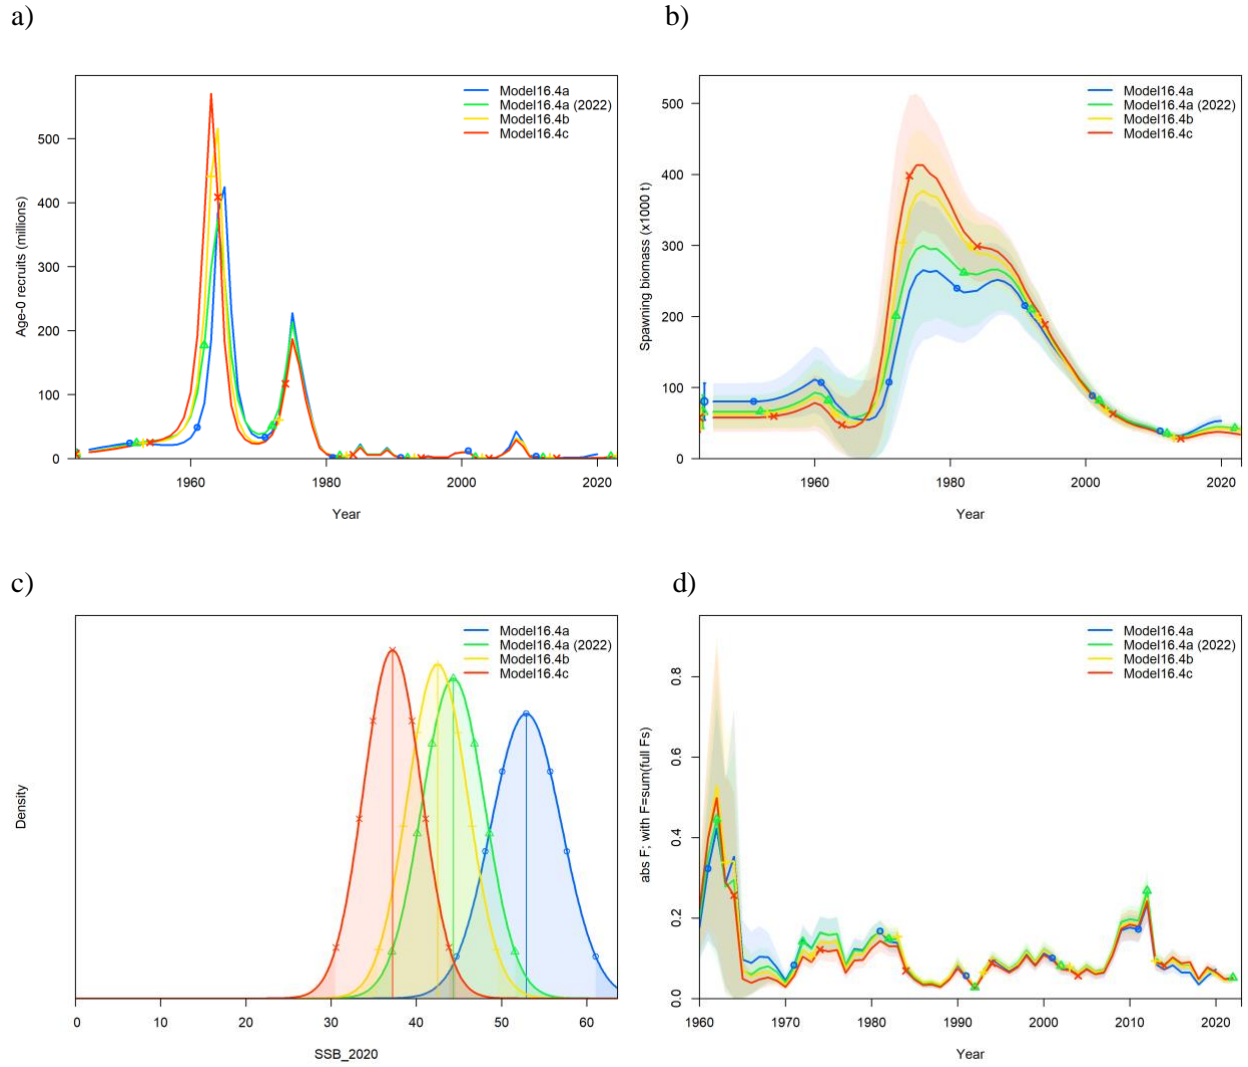 a)
Model16.4a
Model16.4a (2022)
Model16.4b
Model16.4c
Age-0 recruits (millions)
500
400
300
200
100
0
1960
1980
2000
2020
Year
b)
Model16.4a
Model16.4a (2022)
Model16.4b
Model16.4c
Spawning biomass (x1000 t)
500
400
300
200
100
0
1960
1980
2000
2020
Year
c)
Model16.4a
Model16.4a (2022)
Model16.4b
Model16.4c
Density
0
10
20
30
40
50
60
SSB_2020
d)
Model16.4a
Model16.4a (2022)
Model16.4b
Model16.4c
abs F; with F=sum(full Fs)
0.8
0.6
0.4
0.2
0.0
1960
1970
1980
1990
2000
2010
2020
Year